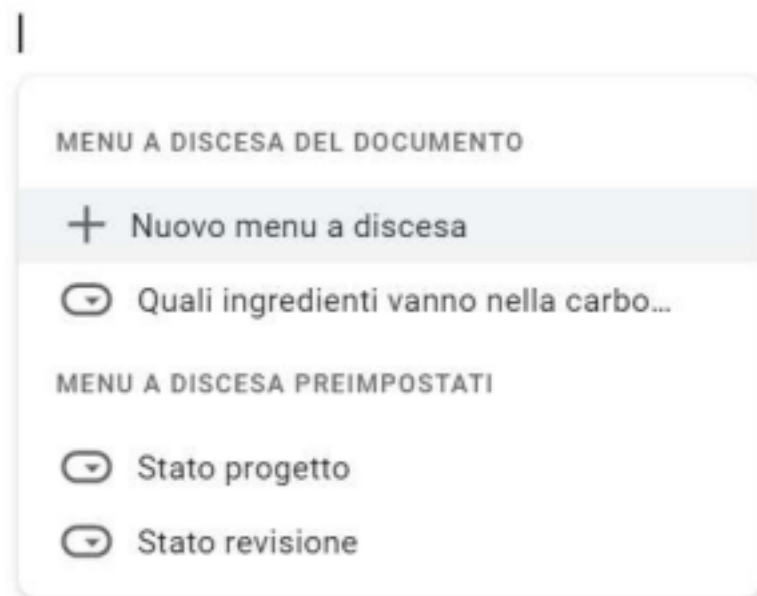 MENU A DISCESA DEL DOCUMENTO
Nuovo menu a discesa
Quali ingredienti vanno nella carbo...
MENU A DISCESA PREIMPOSTATI
Stato progetto
Stato revisione